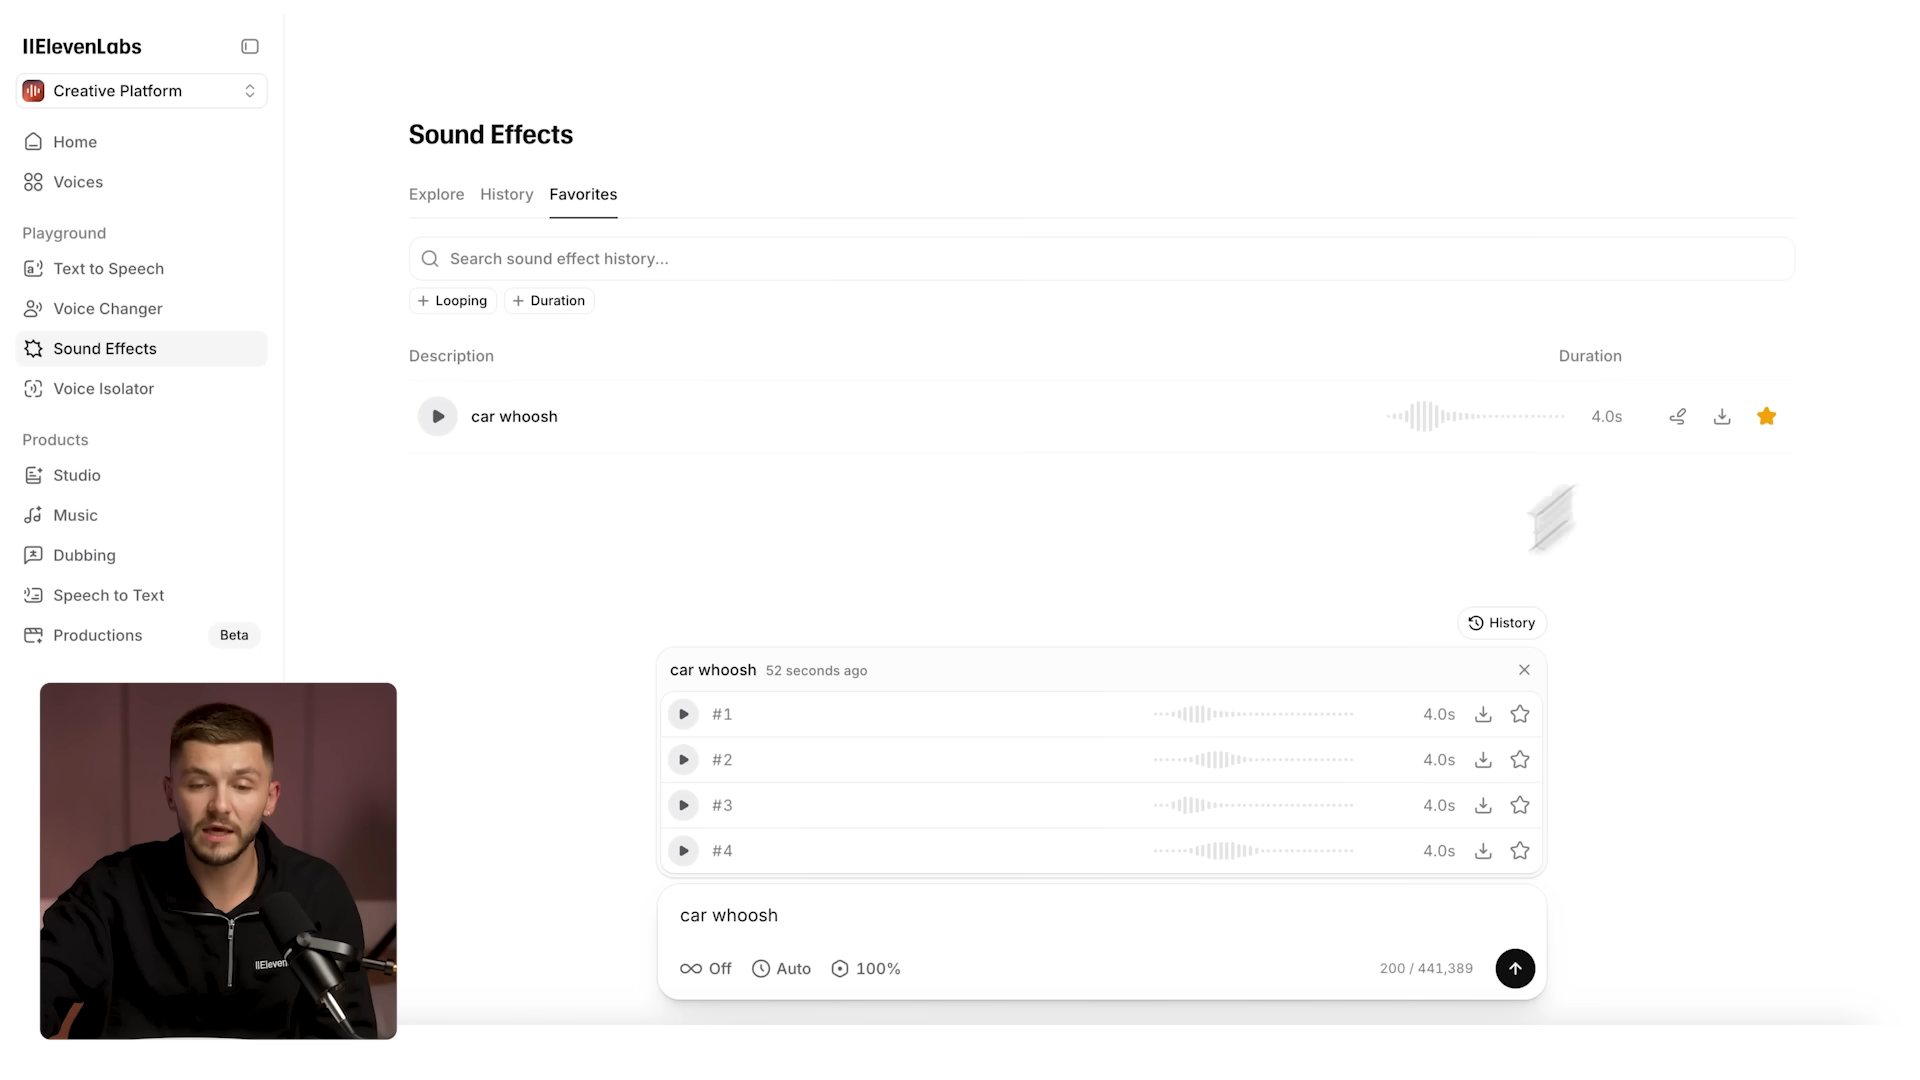 IIElevenLabs
Creative Platform
Home
Voices
Playground
Text to Speech
Voice Changer
Sound Effects
Voice Isolator
Products
Studio
Music
Dubbing
Speech to Text
Productions Beta
Sound Effects
Explore History Favorites
Search sound effect history...
+ Looping + Duration
Description Duration
car whoosh 4.0s
History
car whoosh 52 seconds ago
#1 4.0s
#2 4.0s
#3 4.0s
#4 4.0s
car whoosh
Off Auto 100% 200 / 441,389
IIEleven